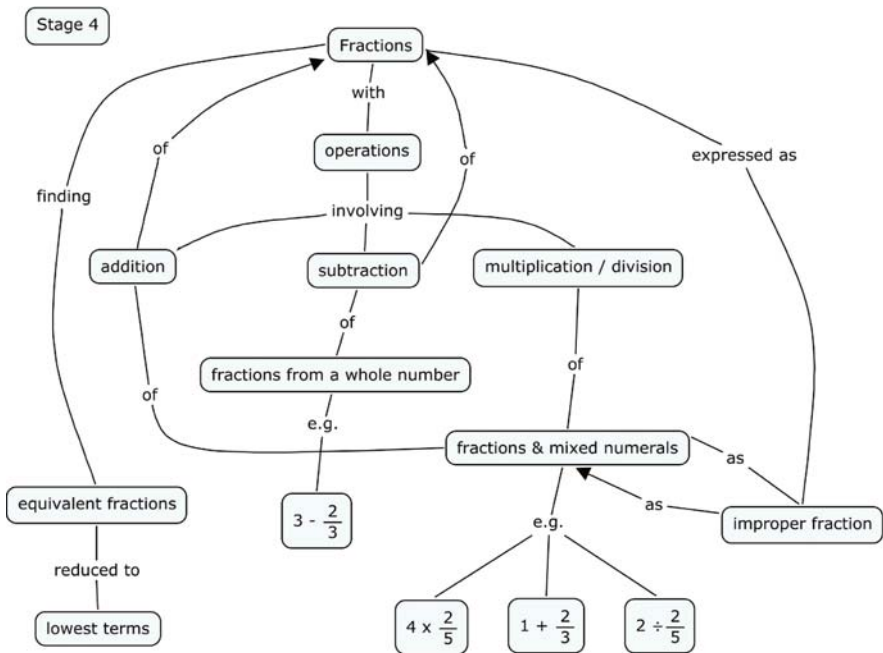 Stage 4
Fractions
with
of
operations
of
expressed as
finding
involving
addition
subtraction
multiplication / division
of
of
fractions from a whole number
of
e.g.
fractions & mixed numerals
as
equivalent fractions
3 - 2/3
as
improper fraction
e.g.
reduced to
lowest terms
4 x 2/5
1 + 2/3
2 ÷ 2/5